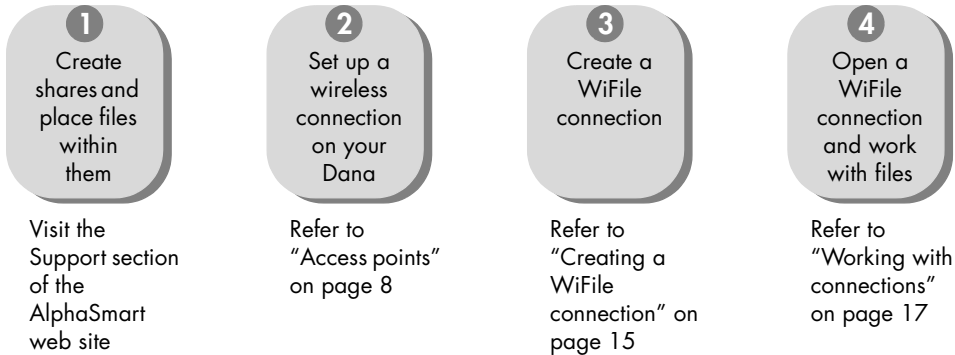 1
Create
shares and
place files
within
them
Visit the
Support section
of the
AlphaSmart
web site
2
Set up a
wireless
connection
on your
Dana
Refer to
“Access points”
on page 8
3
Create a
WiFile
connection
Refer to
“Creating a
WiFile
connection” on
page 15
4
Open a
WiFile
connection
and work
with files
Refer to
“Working with
connections”
on page 17